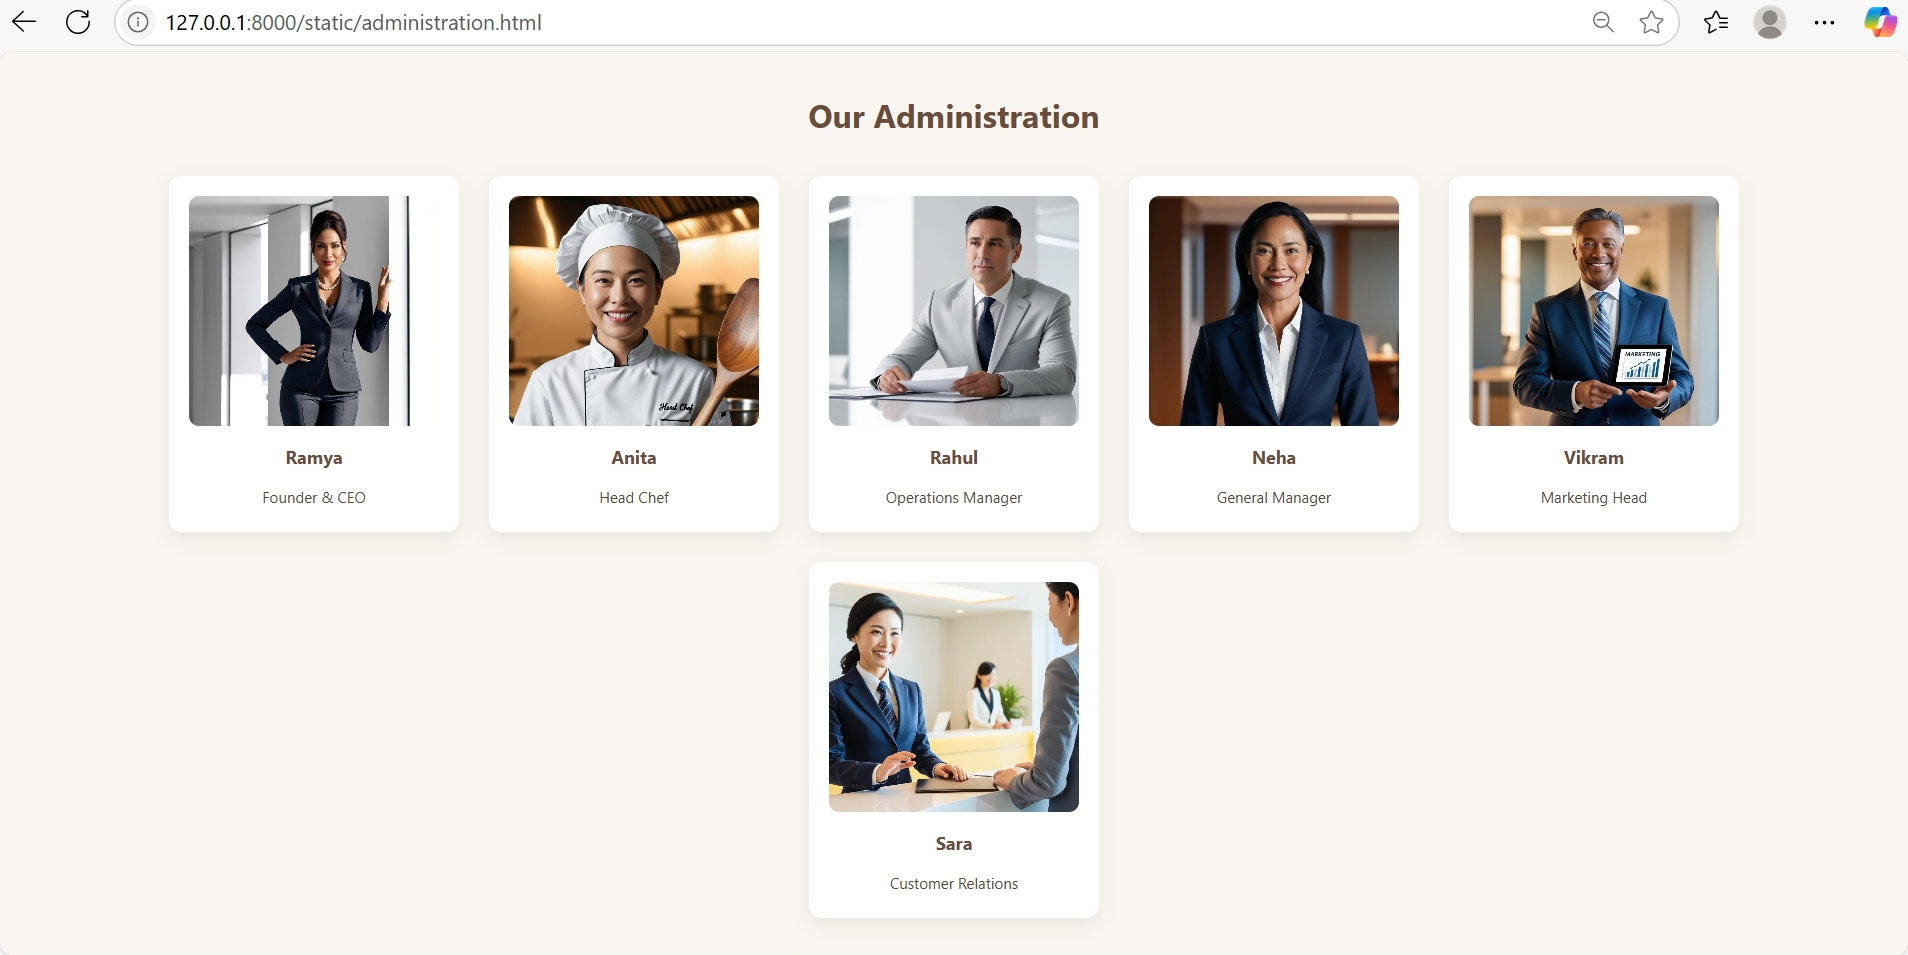 127.0.0.1:8000/static/administration.html
Our Administration
Head Chef
MARKETING
Ramya
Anita
Rahul
Neha
Vikram
Founder & CEO
Head Chef
Operations Manager
General Manager
Marketing Head
Sara
Customer Relations